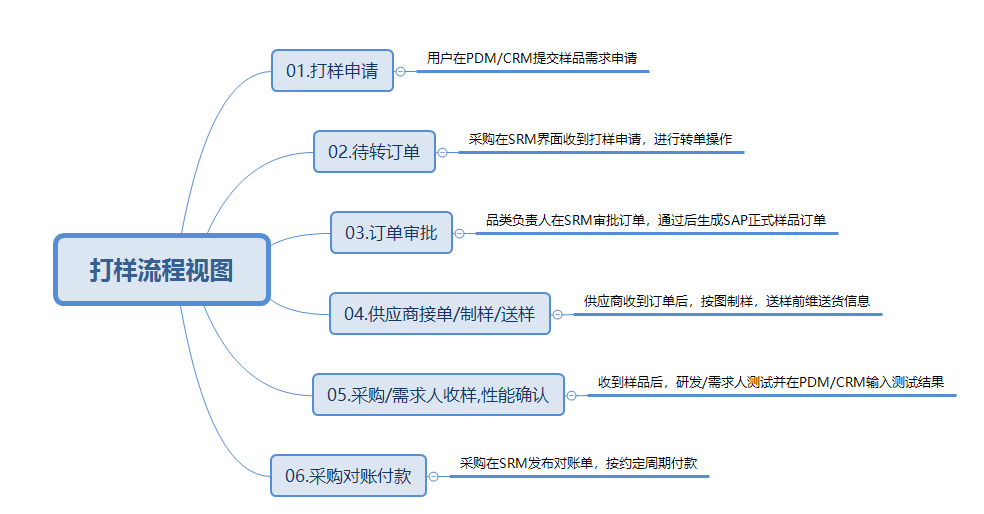 01.打样申请
用户在PDM/CRM提交样品需求申请
02.待转订单
采购在SRM界面收到打样申请，进行转单操作
03.订单审批
品类负责人在SRM审批订单，通过后生成SAP正式样品订单
打样流程视图
04.供应商接单/制样/送样
供应商收到订单后，按图制样，送样前维送货信息
05.采购/需求人收样,性能确认
收到样品后，研发/需求人测试并在PDM/CRM输入测试结果
06.采购对账付款
采购在SRM发布对账单，按约定周期付款